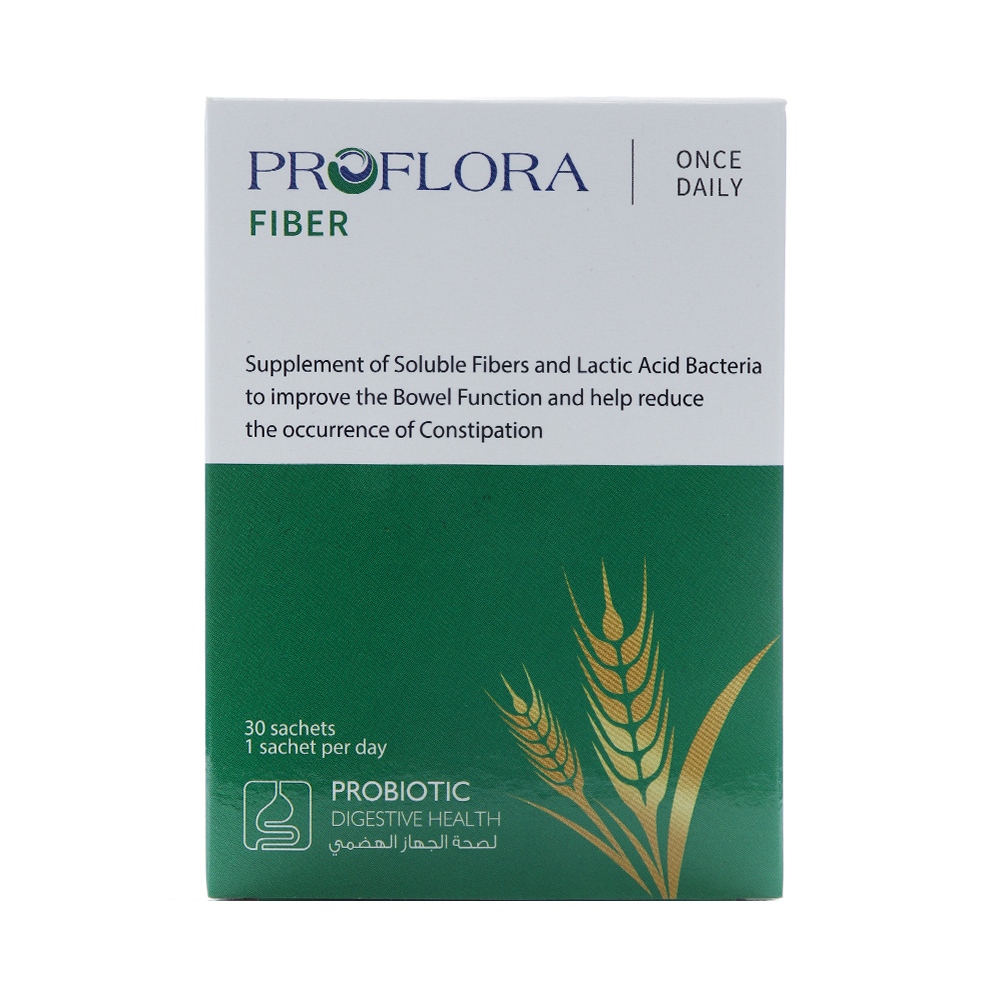 PROFLORA
FIBER
ONCE
DAILY
Supplement of Soluble Fibers and Lactic Acid Bacteria
to improve the Bowel Function and help reduce
the occurrence of Constipation
30 sachets
1 sachet per day
PROBIOTIC
DIGESTIVE HEALTH
لصحة الجهاز الهضمي